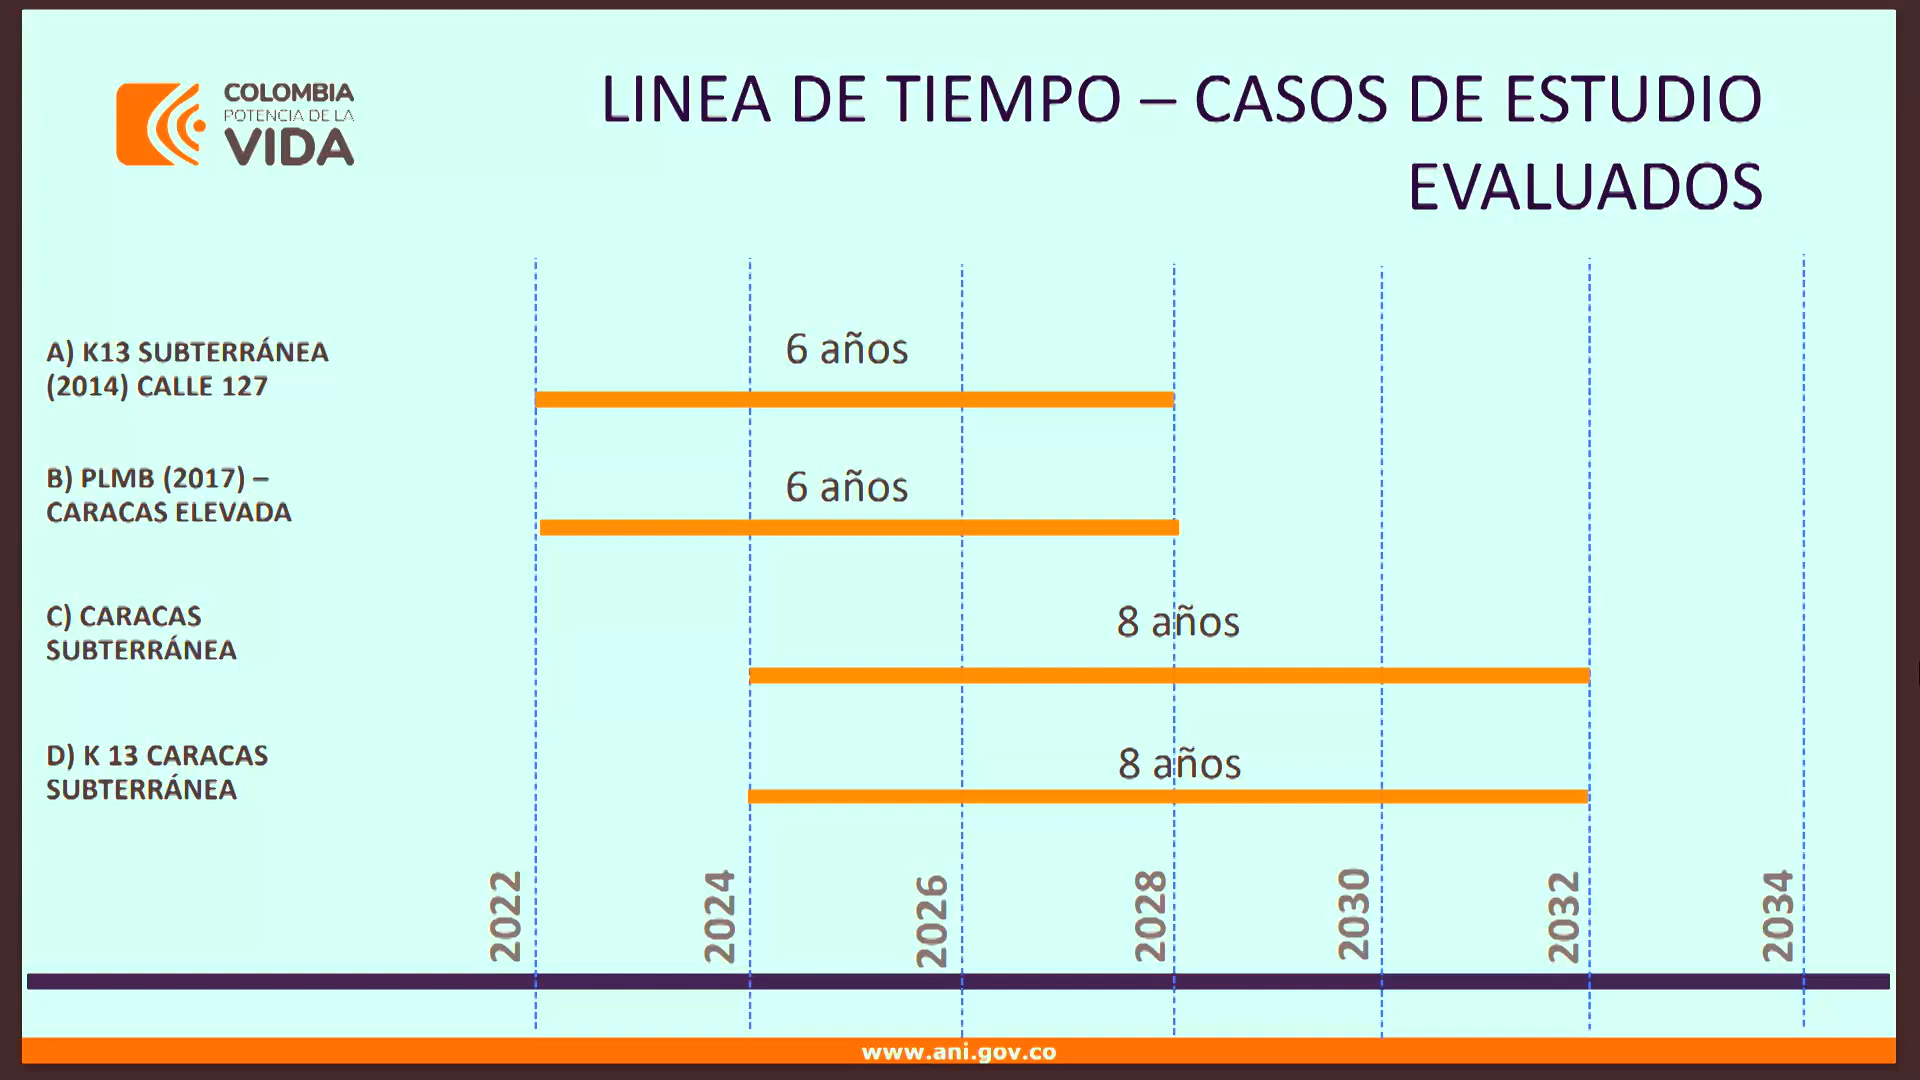 COLOMBIA
POTENCIA DE LA
VIDA
LINEA DE TIEMPO – CASOS DE ESTUDIO
EVALUADOS
A) K13 SUBTERRÁNEA
(2014) CALLE 127
6 años
B) PLMB (2017) –
CARACAS ELEVADA
6 años
C) CARACAS
SUBTERRÁNEA
8 años
D) K 13 CARACAS
SUBTERRÁNEA
8 años
2022
2024
2026
2028
2030
2032
2034
www.ani.gov.co